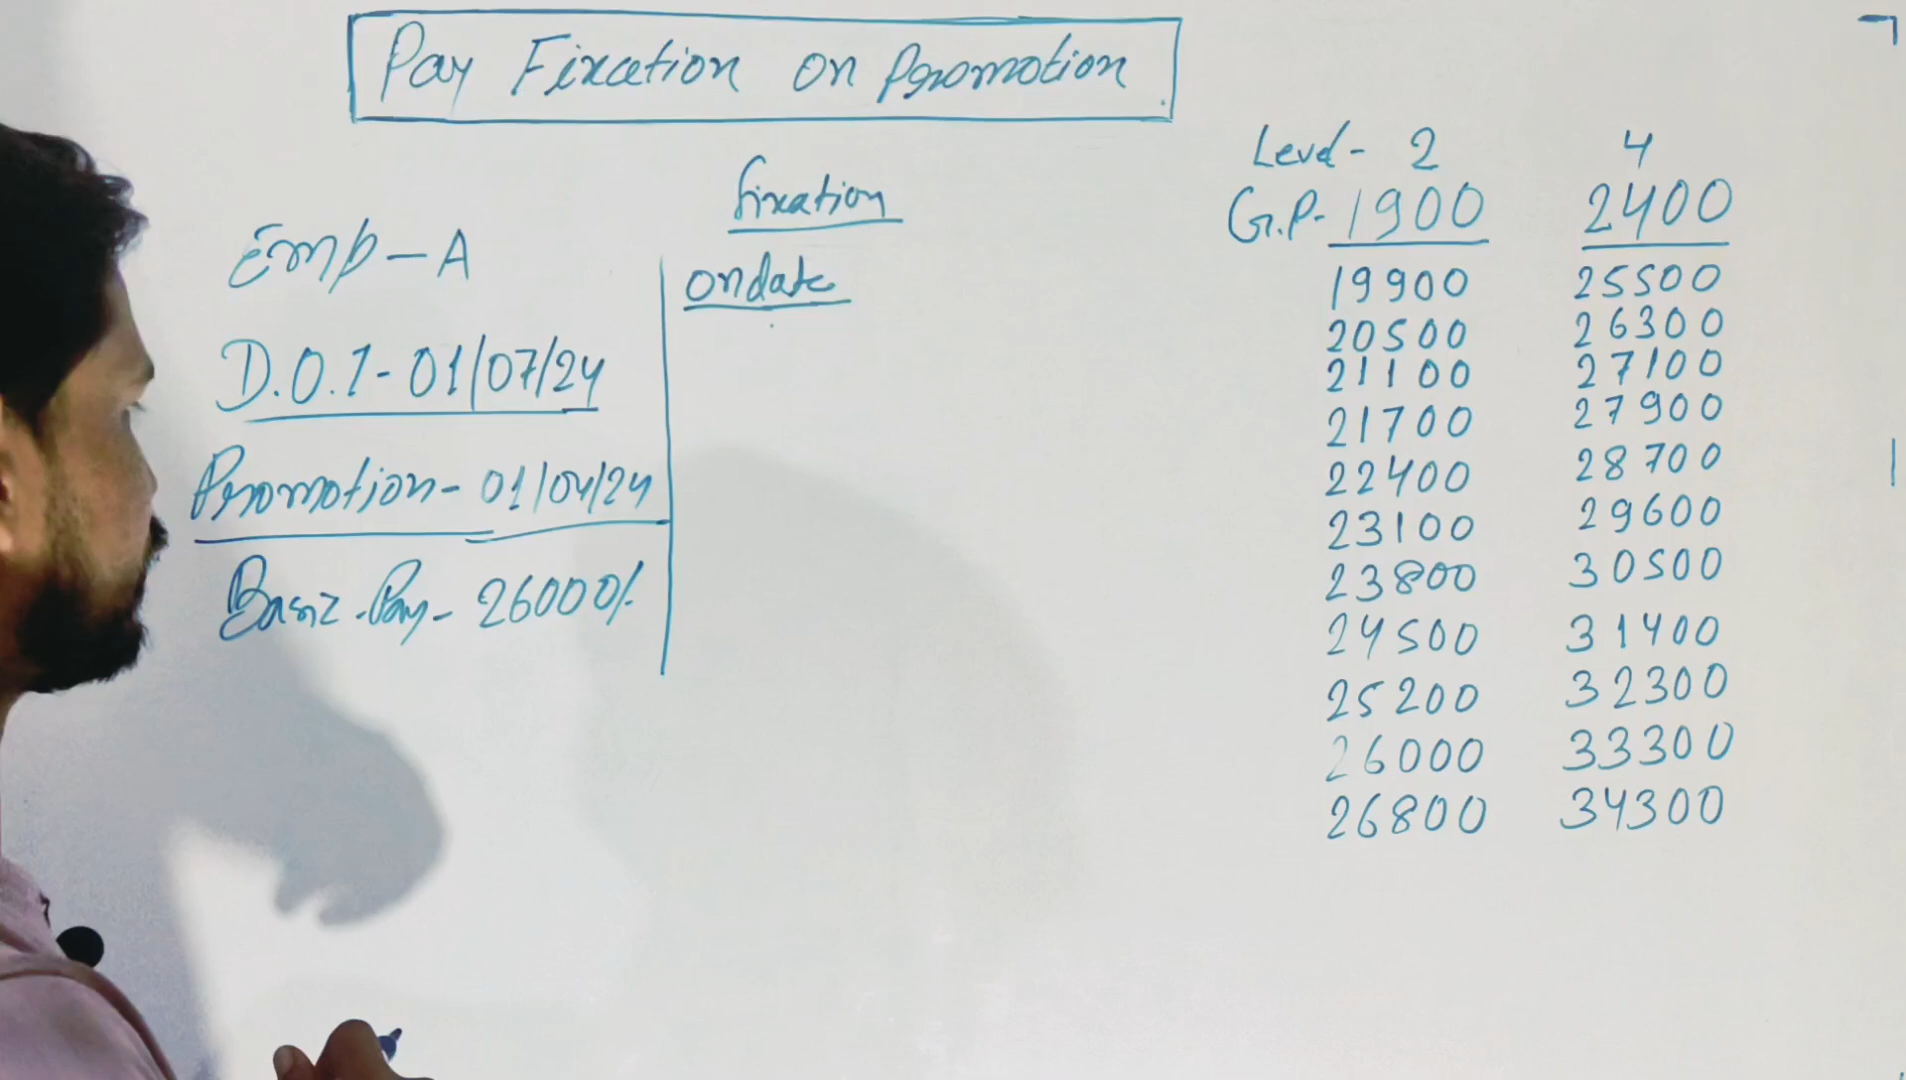 Pay Fixation on Promotion
fixation
ondate
Emp-A
D.O.I-01/07/24
Promotion-01/04/24
Basic-Pay-26000/-
Level- 2 4
G.P.- 1900 2400
19900 25500
20500 26300
21100 27100
21700 27900
22400 28700
23100 29600
23800 30500
24500 31400
25200 32300
26000 33300
26800 34300